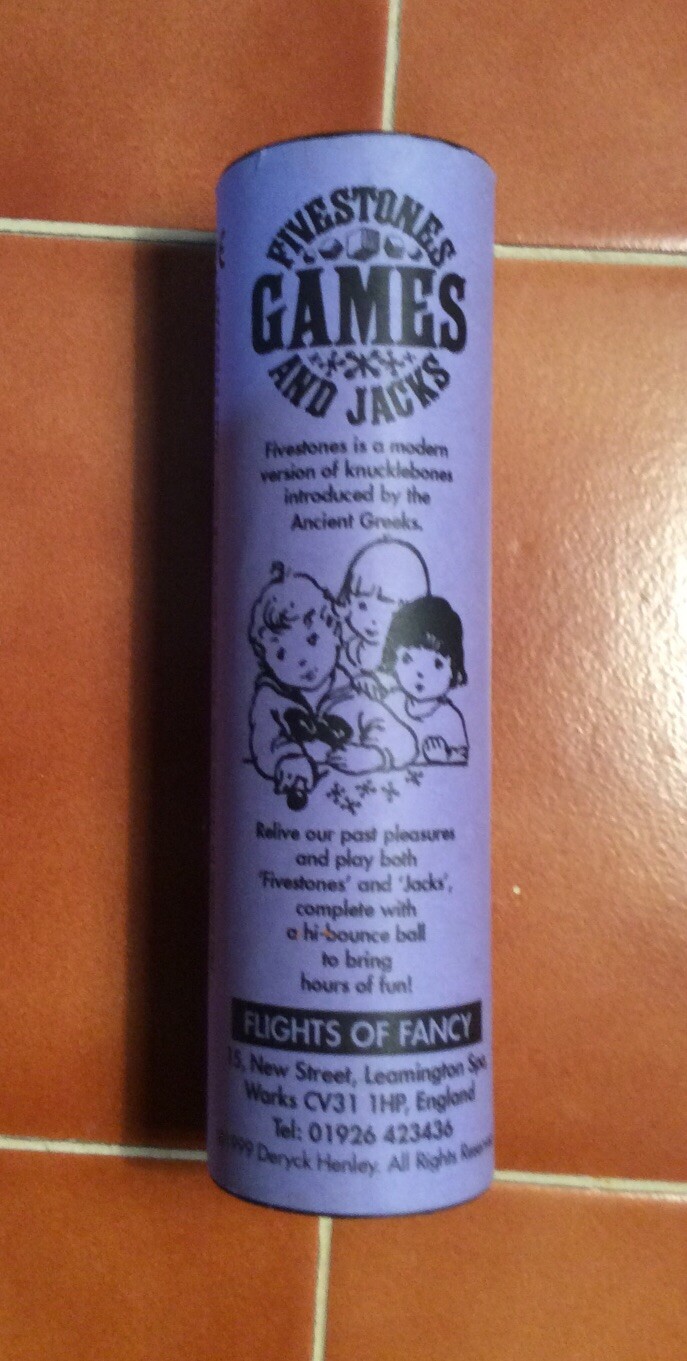 FIVESTONES
GAMES
AND JACKS
Fivestones is a modern
version of knucklebones
introduced by the
Ancient Greeks.
Relive our past pleasures
and play both
'Fivestones' and 'Jacks',
complete with
a hi-bounce ball
to bring
hours of fun!
FLIGHTS OF FANCY
15, New Street, Leamington Spa,
Warks CV31 1HP, England
Tel: 01926 423436
©1999 Deryck Henley. All Rights